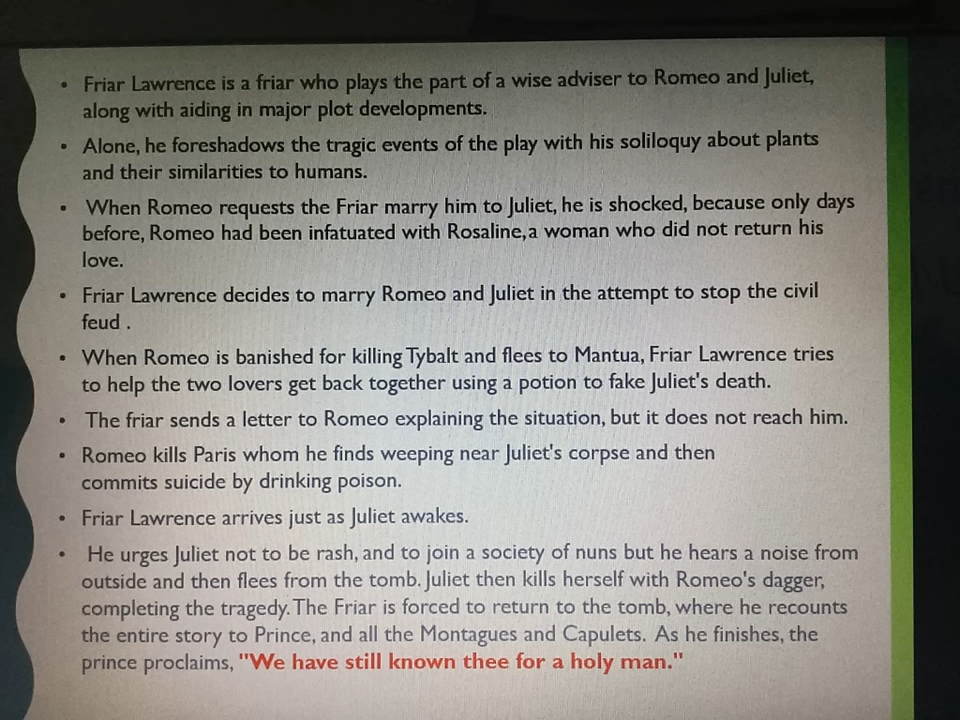 • Friar Lawrence is a friar who plays the part of a wise adviser to Romeo and Juliet,
along with aiding in major plot developments.
• Alone, he foreshadows the tragic events of the play with his soliloquy about plants
and their similarities to humans.
• When Romeo requests the Friar marry him to Juliet, he is shocked, because only days
before, Romeo had been infatuated with Rosaline,a woman who did not return his
love.
• Friar Lawrence decides to marry Romeo and Juliet in the attempt to stop the civil
feud .
• When Romeo is banished for killing Tybalt and flees to Mantua, Friar Lawrence tries
to help the two lovers get back together using a potion to fake Juliet's death.
• The friar sends a letter to Romeo explaining the situation, but it does not reach him.
• Romeo kills Paris whom he finds weeping near Juliet's corpse and then
commits suicide by drinking poison.
• Friar Lawrence arrives just as Juliet awakes.
• He urges Juliet not to be rash, and to join a society of nuns but he hears a noise from
outside and then flees from the tomb. Juliet then kills herself with Romeo's dagger,
completing the tragedy. The Friar is forced to return to the tomb, where he recounts
the entire story to Prince, and all the Montagues and Capulets. As he finishes, the
prince proclaims, "We have still known thee for a holy man."